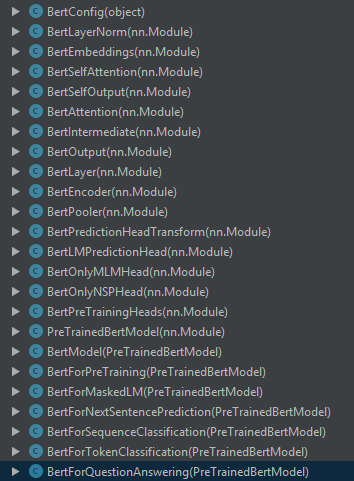 BertConfig(object)
BertLayerNorm(nn.Module)
BertEmbeddings(nn.Module)
BertSelfAttention(nn.Module)
BertSelfOutput(nn.Module)
BertAttention(nn.Module)
BertIntermediate(nn.Module)
BertOutput(nn.Module)
BertLayer(nn.Module)
BertEncoder(nn.Module)
BertPooler(nn.Module)
BertPredictionHeadTransform(nn.Module)
BertLMPredictionHead(nn.Module)
BertOnlyMLMHead(nn.Module)
BertOnlyNSPHead(nn.Module)
BertPreTrainingHeads(nn.Module)
PreTrainedBertModel(nn.Module)
BertModel(PreTrainedBertModel)
BertForPreTraining(PreTrainedBertModel)
BertForMaskedLM(PreTrainedBertModel)
BertForNextSentencePrediction(PreTrainedBertModel)
BertForSequenceClassification(PreTrainedBertModel)
BertForTokenClassification(PreTrainedBertModel)
BertForQuestionAnswering(PreTrainedBertModel)